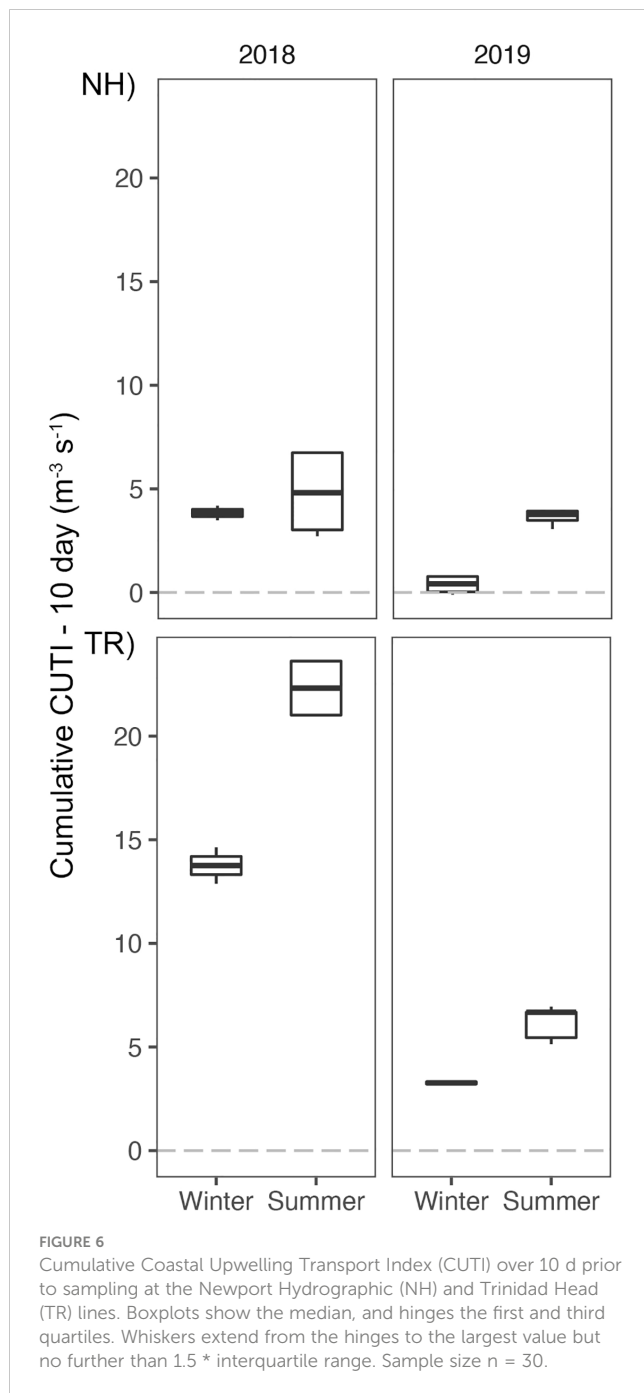 2018 2019
NH)
20
15
10
5
0
TR)
20
15
10
5
0
Cumulative CUTI - 10 day (m-3 s-1)
Winter Summer Winter Summer
FIGURE 6
Cumulative Coastal Upwelling Transport Index (CUTI) over 10 d prior
to sampling at the Newport Hydrographic (NH) and Trinidad Head
(TR) lines. Boxplots show the median, and hinges the first and third
quartiles. Whiskers extend from the hinges to the largest value but
no further than 1.5 * interquartile range. Sample size n = 30.